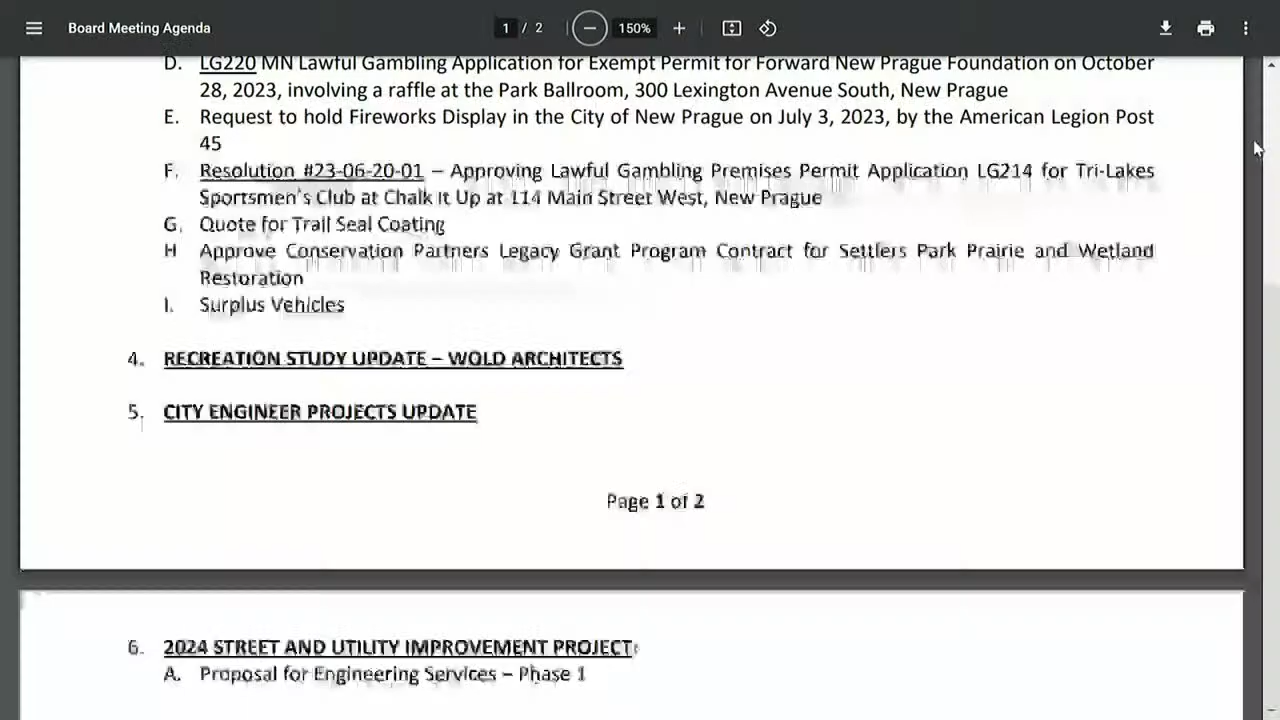 Board Meeting Agenda
1 / 2
150%
D. LG220 MN Lawful Gambling Application for Exempt Permit for Forward New Prague Foundation on October
28, 2023, involving a raffle at the Park Ballroom, 300 Lexington Avenue South, New Prague
E. Request to hold Fireworks Display in the City of New Prague on July 3, 2023, by the American Legion Post
45
F. Resolution #23-06-20-01 – Approving Lawful Gambling Premises Permit Application LG214 for Tri-Lakes
Sportsmen's Club at Chalk It Up at 114 Main Street West, New Prague
G. Quote for Trail Seal Coating
H Approve Conservation Partners Legacy Grant Program Contract for Settlers Park Prairie and Wetland
Restoration
I. Surplus Vehicles
4. RECREATION STUDY UPDATE – WOLD ARCHITECTS
5. CITY ENGINEER PROJECTS UPDATE
Page 1 of 2
6. 2024 STREET AND UTILITY IMPROVEMENT PROJECT
A. Proposal for Engineering Services – Phase 1